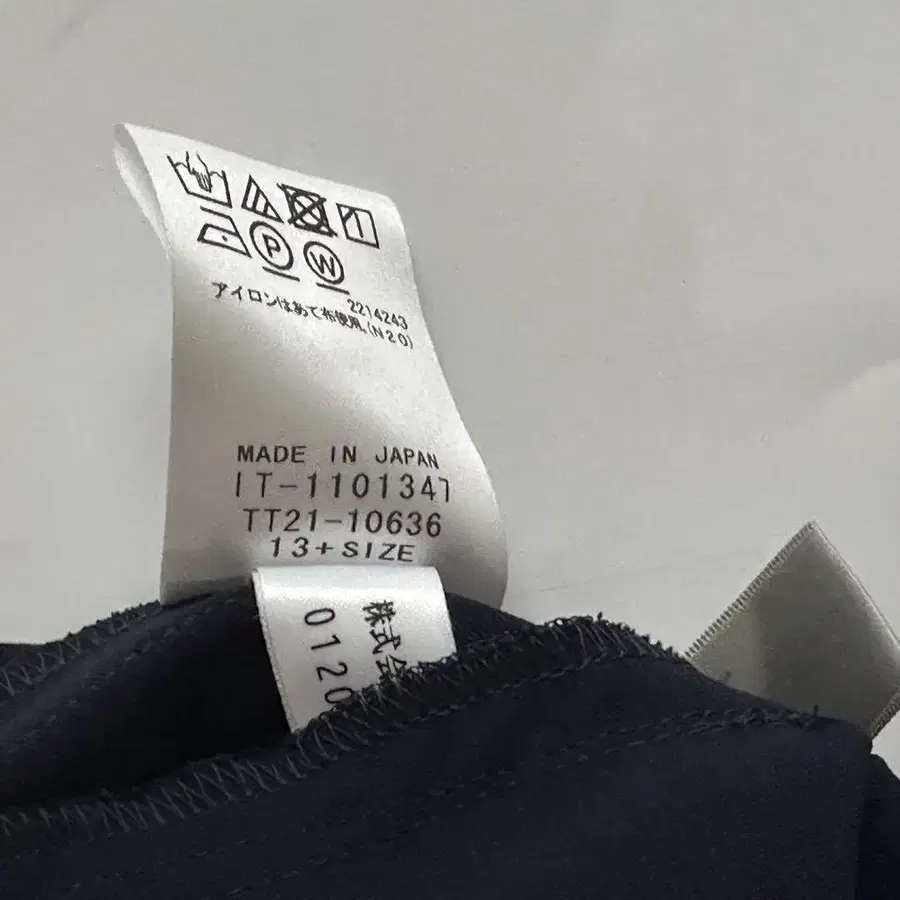 P
W
2214243
アイロンはあて布使用。(N20)
MADE IN JAPAN
IT-1101347
TT21-10636
13+SIZE
株式会
0120